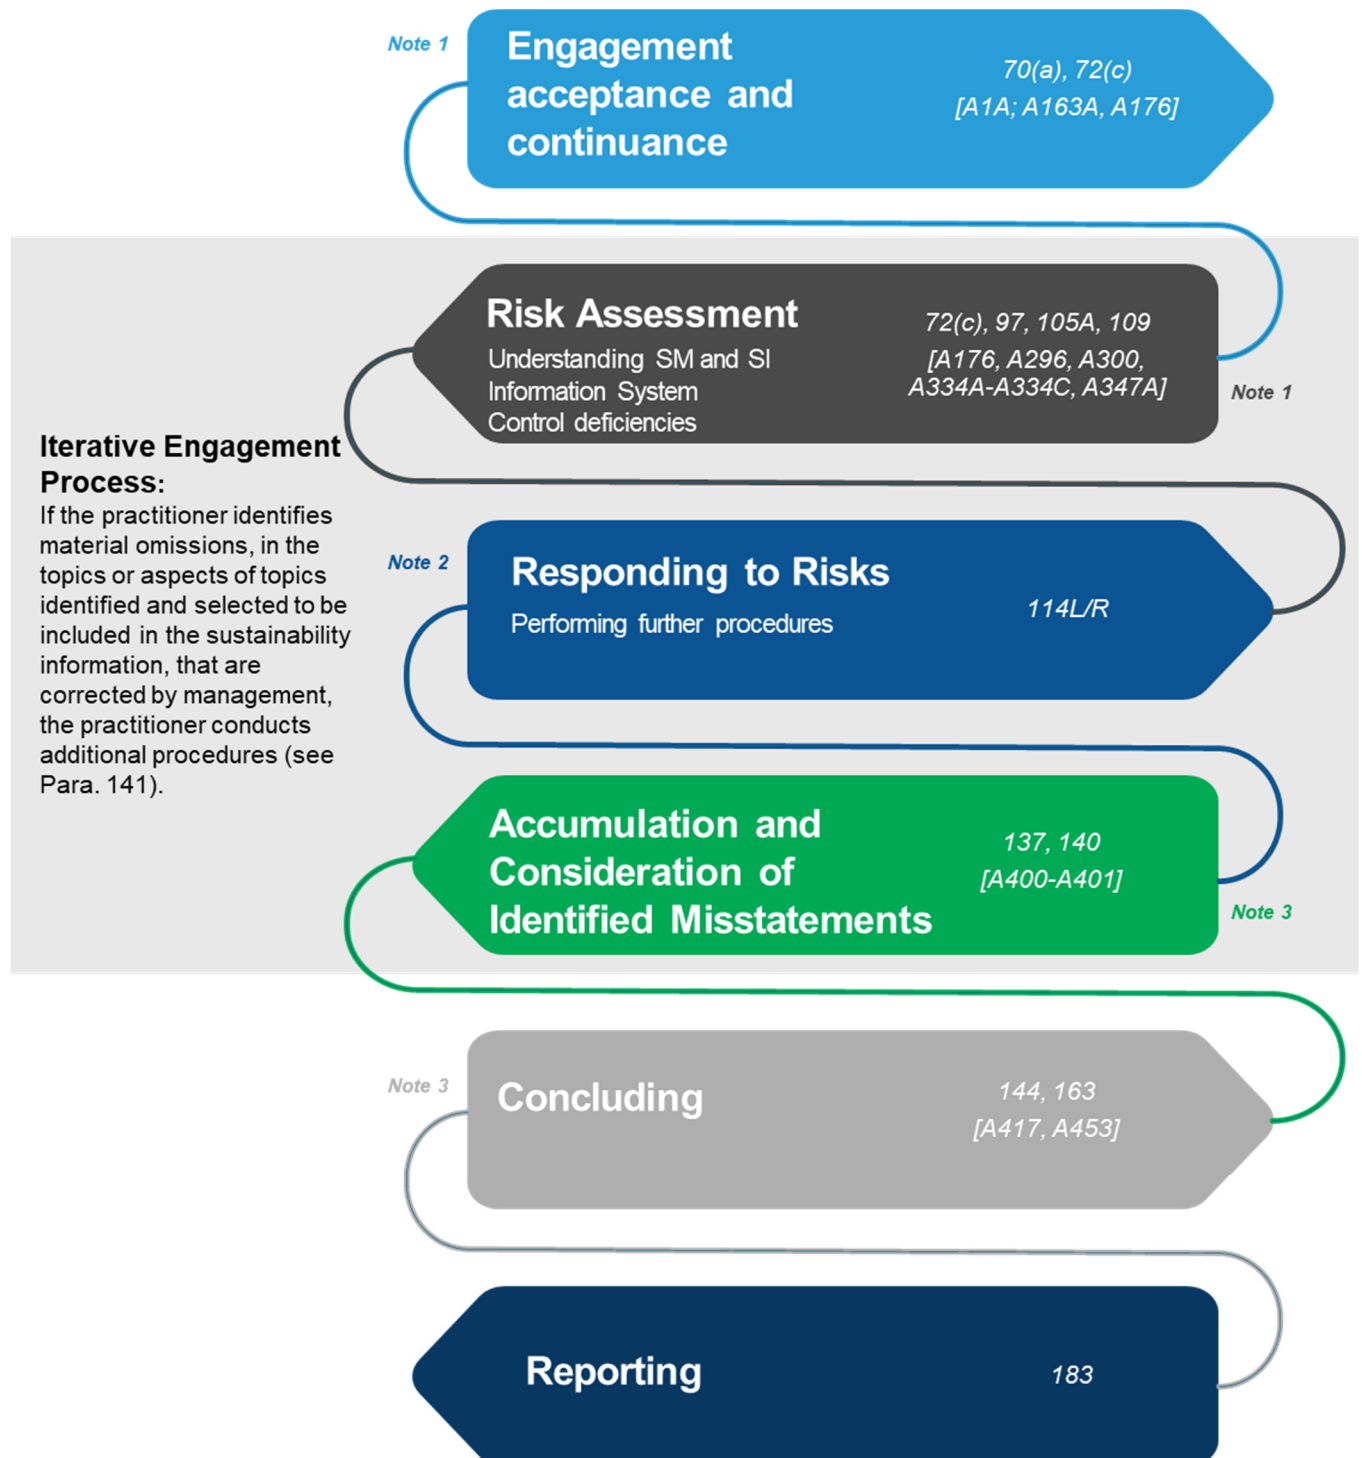 Note 1
Engagement
acceptance and
continuance
70(a), 72(c)
[A1A; A163A, A176]
Risk Assessment
Understanding SM and SI
Information System
Control deficiencies
72(c), 97, 105A, 109
[A176, A296, A300,
A334A-A334C, A347A]
Note 1
Iterative Engagement
Process:
If the practitioner identifies
material omissions, in the
topics or aspects of topics
identified and selected to be
included in the sustainability
information, that are
corrected by management,
the practitioner conducts
additional procedures (see
Para. 141).
Note 2
Responding to Risks
Performing further procedures
114L/R
Accumulation and
Consideration of
Identified Misstatements
137, 140
[A400-A401]
Note 3
Note 3
Concluding
144, 163
[A417, A453]
Reporting
183